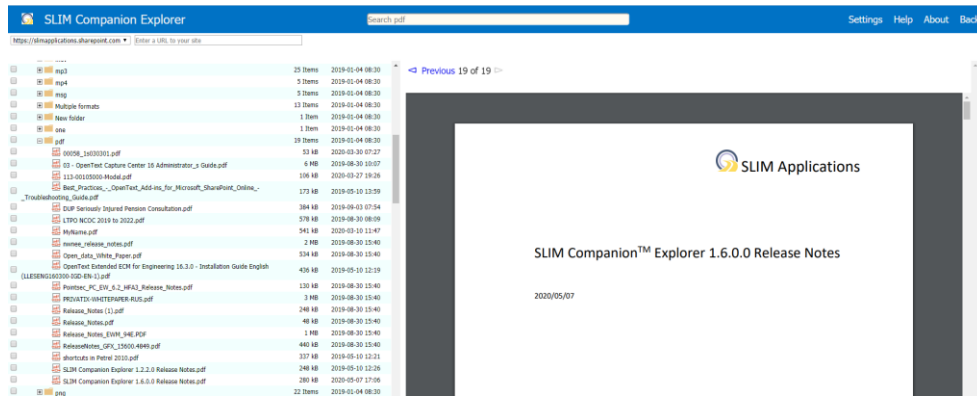 SLIM Companion Explorer
Search pdf
Settings Help About Back
https://slimapplications.sharepoint.com
Enter a URL to your site
mp3 25 Items 2019-01-04 08:30
mp4 5 Items 2019-01-04 08:30
msg 5 Items 2019-01-04 08:30
Multiple formats 13 Items 2019-01-04 08:30
New folder 1 Item 2019-01-04 08:30
one 1 Item 2019-01-04 08:30
pdf 19 Items 2019-01-04 08:30
00058_1s030301.pdf 53 kB 2020-03-30 07:27
03 - OpenText Capture Center 16 Administrator_s Guide.pdf 6 MB 2019-08-30 10:07
113-00105000-Model.pdf 106 kB 2020-03-27 19:26
Best_Practices_-_OpenText_Add-ins_for_Microsoft_SharePoint_Online_-
_Troubleshooting_Guide.pdf 173 kB 2019-05-10 13:59
DUP Seriously Injured Pension Consultation.pdf 384 kB 2019-09-03 07:54
LTPO NCOC 2019 to 2022.pdf 578 kB 2019-08-30 08:09
MyName.pdf 541 kB 2020-03-10 11:47
nwnee_release_notes.pdf 2 MB 2019-08-30 15:40
Open_data_White_Paper.pdf 534 kB 2019-08-30 15:40
OpenText Extended ECM for Engineering 16.3.0 - Installation Guide English
(LLESENG160300-IGD-EN-1).pdf 436 kB 2019-05-10 12:19
Pointsec_PC_EW_6.2_HFA3_Release_Notes.pdf 130 kB 2019-08-30 15:40
PRIVATIX-WHITEPAPER-RUS.pdf 3 MB 2019-08-30 15:40
Release_Notes (1).pdf 248 kB 2019-08-30 15:40
Release_Notes.pdf 48 kB 2019-08-30 15:40
Release_Notes_EWM_94E.PDF 1 MB 2019-08-30 15:40
ReleaseNotes_GFX_15600.4849.pdf 440 kB 2019-08-30 15:40
shortcuts in Petrel 2010.pdf 337 kB 2019-05-10 12:21
SLIM Companion Explorer 1.2.2.0 Release Notes.pdf 248 kB 2019-05-10 12:26
SLIM Companion Explorer 1.6.0.0 Release Notes.pdf 280 kB 2020-05-07 17:06
png 22 Items 2019-01-04 08:30
Previous 19 of 19
SLIM Applications
SLIM Companion™ Explorer 1.6.0.0 Release Notes
2020/05/07